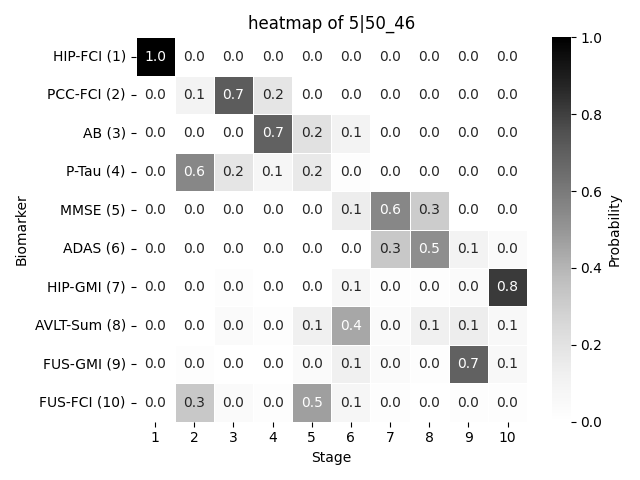 heatmap of 5|50_46
HIP-FCI (1) 1.0 0.0 0.0 0.0 0.0 0.0 0.0 0.0 0.0 0.0
PCC-FCI (2) 0.0 0.1 0.7 0.2 0.0 0.0 0.0 0.0 0.0 0.0
AB (3) 0.0 0.0 0.0 0.7 0.2 0.1 0.0 0.0 0.0 0.0
P-Tau (4) 0.0 0.6 0.2 0.1 0.2 0.0 0.0 0.0 0.0 0.0
MMSE (5) 0.0 0.0 0.0 0.0 0.0 0.1 0.6 0.3 0.0 0.0
ADAS (6) 0.0 0.0 0.0 0.0 0.0 0.0 0.3 0.5 0.1 0.0
HIP-GMI (7) 0.0 0.0 0.0 0.0 0.0 0.1 0.0 0.0 0.0 0.8
AVLT-Sum (8) 0.0 0.0 0.0 0.0 0.1 0.4 0.0 0.1 0.1 0.1
FUS-GMI (9) 0.0 0.0 0.0 0.0 0.0 0.1 0.0 0.0 0.7 0.1
FUS-FCI (10) 0.0 0.3 0.0 0.0 0.5 0.1 0.0 0.0 0.0 0.0
1 2 3 4 5 6 7 8 9 10
Stage
Biomarker
1.0
0.8
0.6
0.4
0.2
0.0
Probability